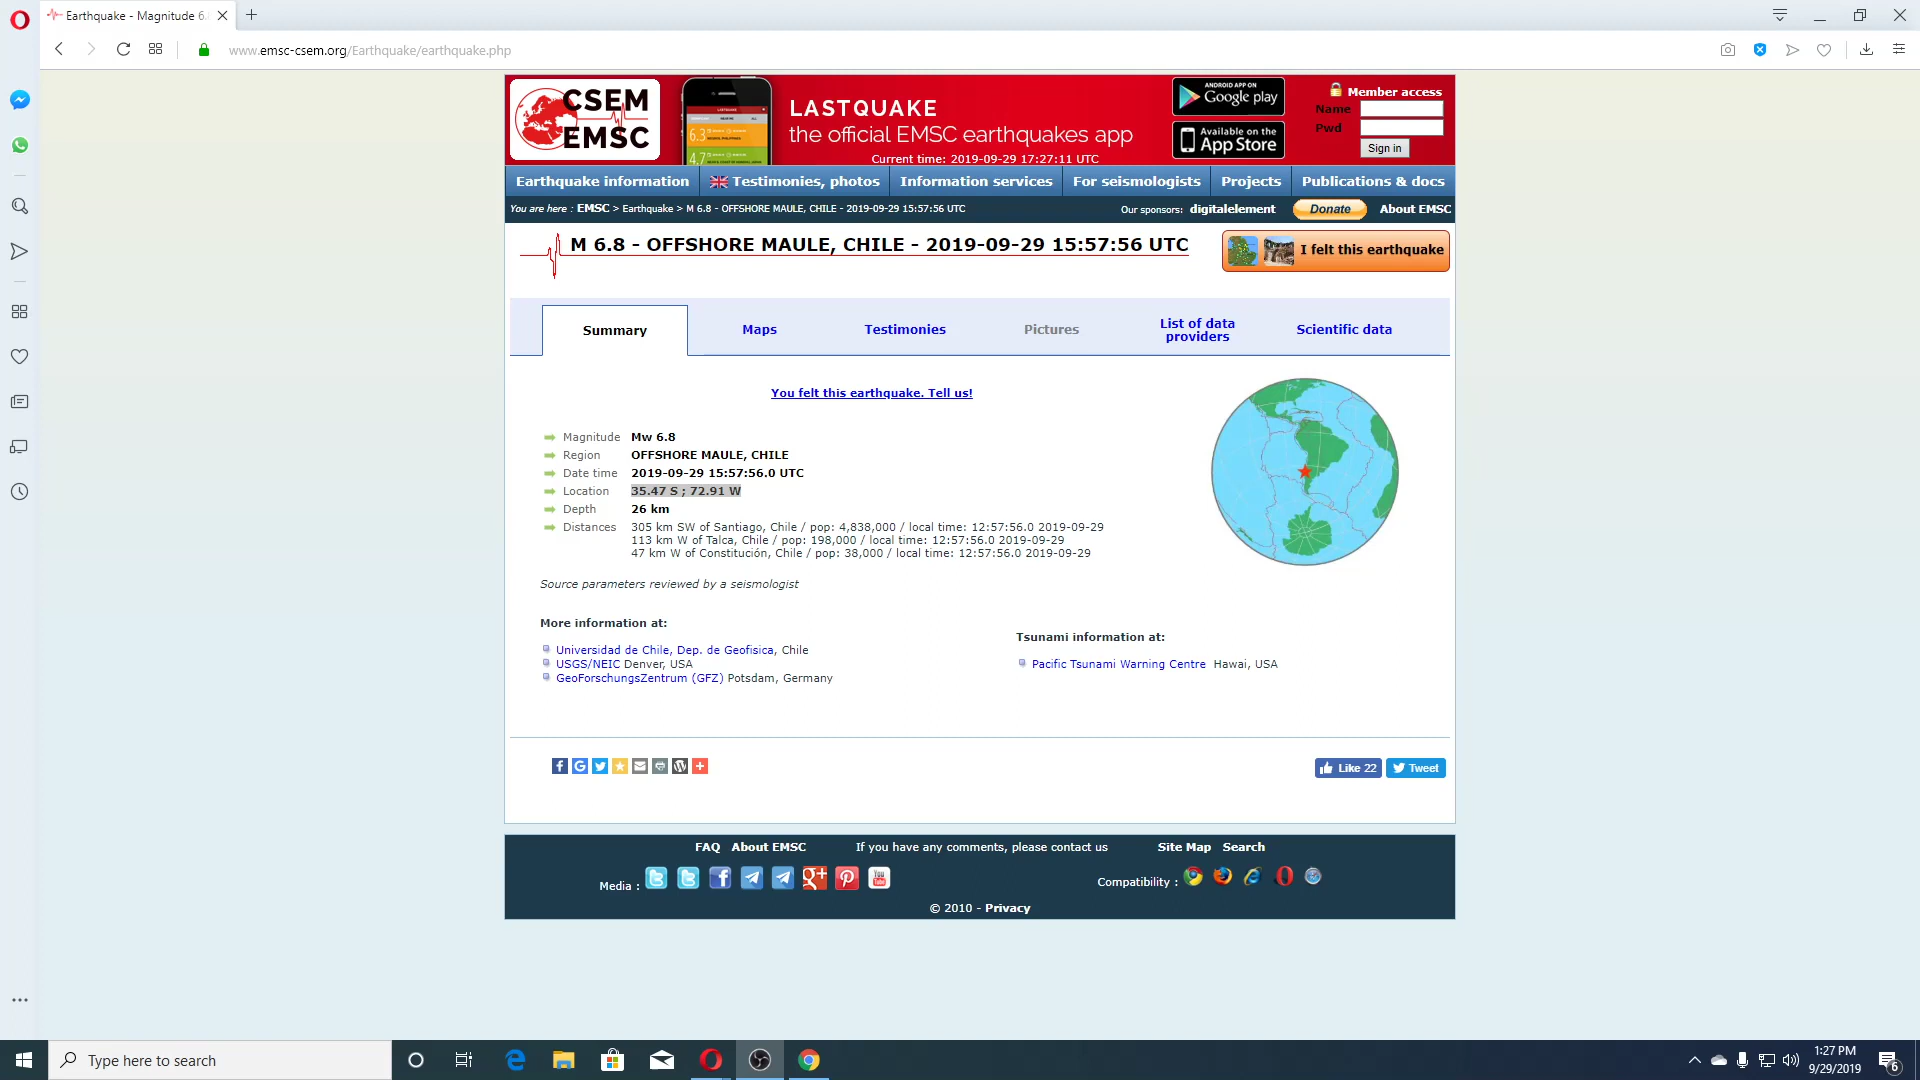 Earthquake - Magnitude 6.
www.emsc-csem.org/Earthquake/earthquake.php
CSEM
EMSC
LASTQUAKE
the official EMSC earthquakes app
Current time: 2019-09-29 17:27:11 UTC
ANDROID APP ON
Google play
Available on the
App Store
Member access
Name
Pwd
Sign in
Earthquake information
Testimonies, photos
Information services
For seismologists
Projects
Publications & docs
You are here : EMSC > Earthquake > M 6.8 - OFFSHORE MAULE, CHILE - 2019-09-29 15:57:56 UTC
Our sponsors: digitalelement
Donate
About EMSC
M 6.8 - OFFSHORE MAULE, CHILE - 2019-09-29 15:57:56 UTC
I felt this earthquake
Summary
Maps
Testimonies
Pictures
List of data
providers
Scientific data
You felt this earthquake. Tell us!
Magnitude Mw 6.8
Region OFFSHORE MAULE, CHILE
Date time 2019-09-29 15:57:56.0 UTC
Location 35.47 S ; 72.91 W
Depth 26 km
Distances 305 km SW of Santiago, Chile / pop: 4,838,000 / local time: 12:57:56.0 2019-09-29
113 km W of Talca, Chile / pop: 198,000 / local time: 12:57:56.0 2019-09-29
47 km W of Constitución, Chile / pop: 38,000 / local time: 12:57:56.0 2019-09-29
Source parameters reviewed by a seismologist
More information at:
Universidad de Chile, Dep. de Geofisica, Chile
USGS/NEIC Denver, USA
GeoForschungsZentrum (GFZ) Potsdam, Germany
Tsunami information at:
Pacific Tsunami Warning Centre Hawai, USA
Like 22
Tweet
FAQ About EMSC If you have any comments, please contact us Site Map Search
Media :
Compatibility :
© 2010 - Privacy
Type here to search
1:27 PM
9/29/2019
6